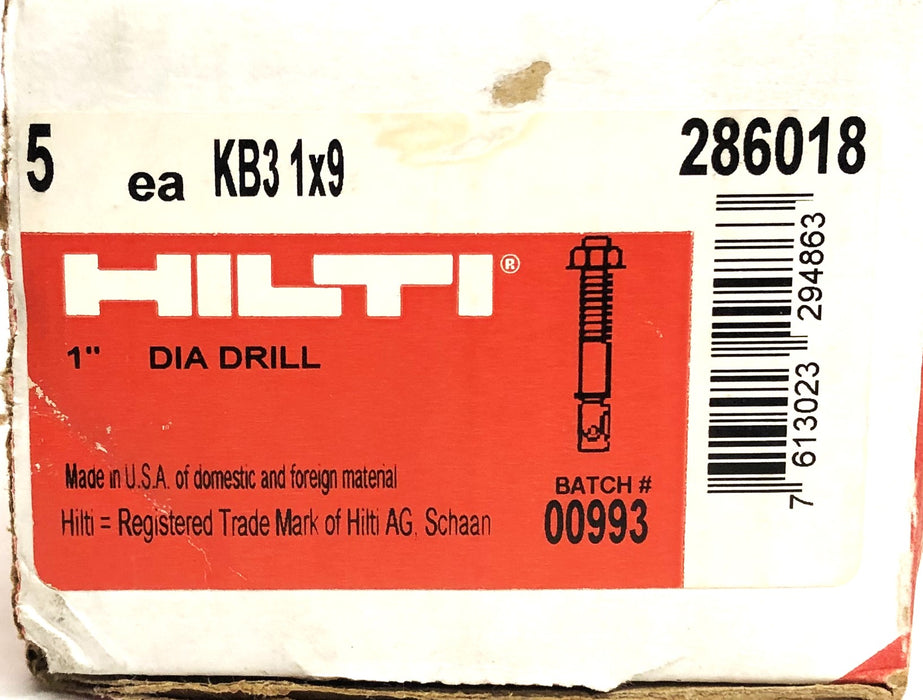 5 ea KB3 1x9
286018
HILTI®
1" DIA DRILL
Made in U.S.A. of domestic and foreign material
Hilti = Registered Trade Mark of Hilti AG, Schaan
BATCH #
00993
7 613023 294863